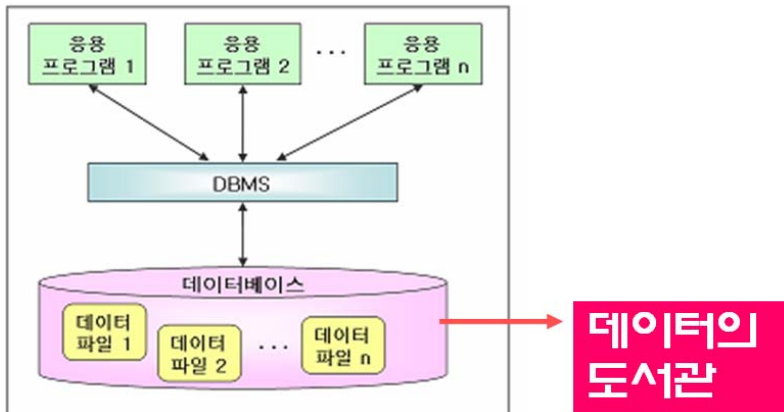 응용
프로그램 1
응용
프로그램 2
...
응용
프로그램 n
DBMS
데이터베이스
데이터
파일 1
데이터
파일 2
...
데이터
파일 n
데이터의
도서관